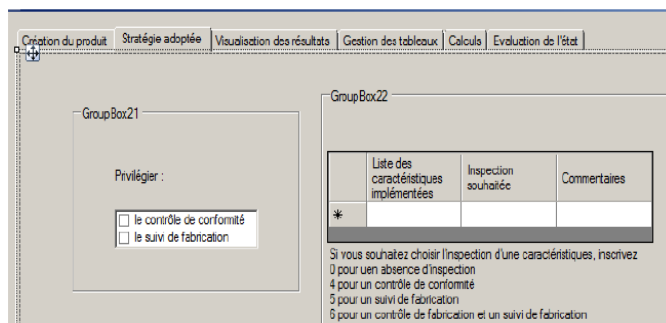 Création du produit Stratégie adoptée Visualisation des résultats Gestion des tableaux Calculs Evaluation de l'état
GroupBox21
Privilégier :
le contrôle de conformité
le suivi de fabrication
GroupBox22
Liste des
caractéristiques
implémentées
Inspection
souhaitée
Commentaires
Si vous souhaitez choisir l'inspection d'une caractéristiques, inscrivez
0 pour uen absence d'inspection
4 pour un contrôle de conformité
5 pour un suivi de fabrication
6 pour un contrôle de fabrication et un suivi de fabrication